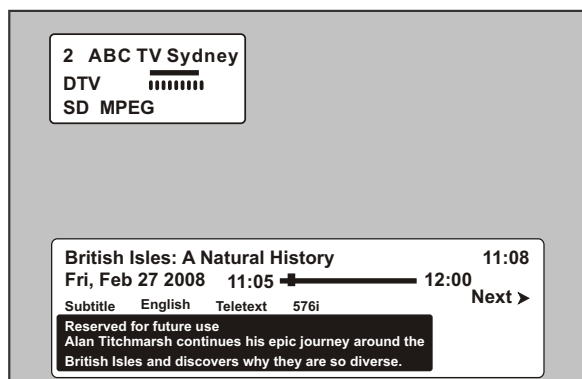 2 ABC TV Sydney
DTV
SD MPEG
British Isles: A Natural History 11:08
Fri, Feb 27 2008 11:05 12:00
Next ➤
Subtitle English Teletext 576i
Reserved for future use
Alan Titchmarsh continues his epic journey around the
British Isles and discovers why they are so diverse.